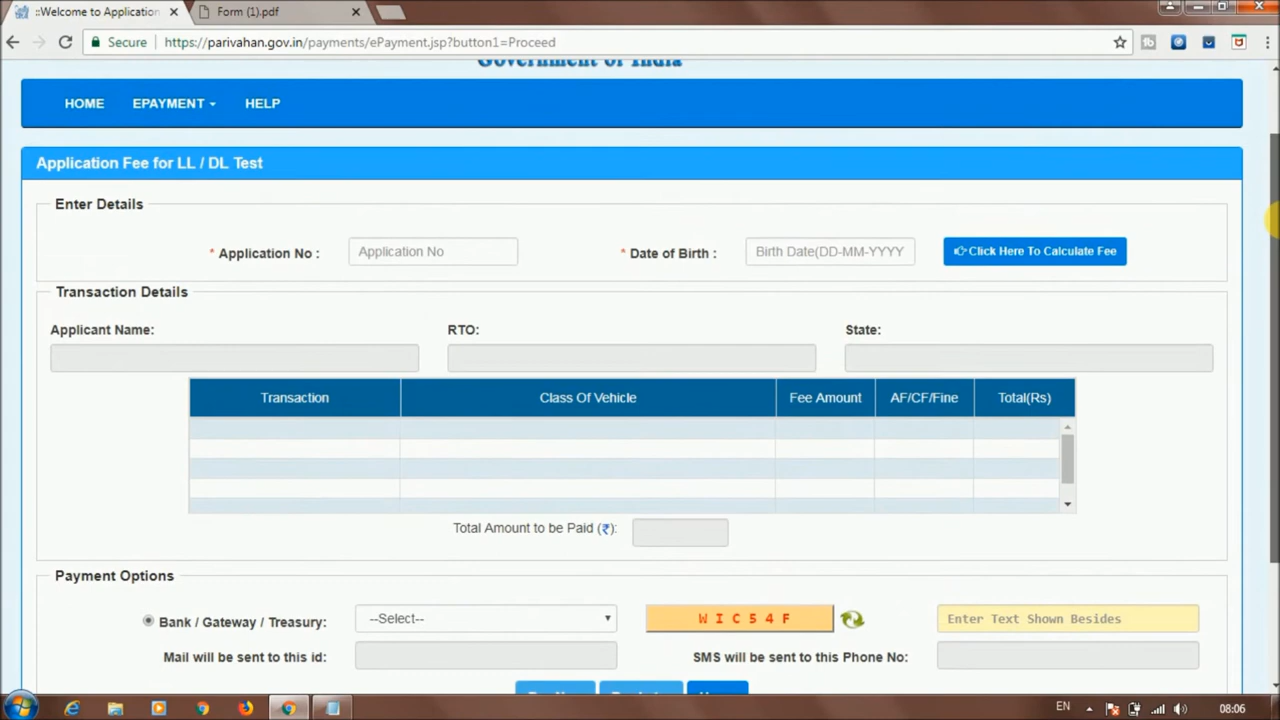 ::Welcome to Application
Form (1).pdf
Secure https://parivahan.gov.in/payments/ePayment.jsp?button1=Proceed
Government of India
HOME EPAYMENT HELP
Application Fee for LL / DL Test
Enter Details
* Application No : Application No * Date of Birth : Birth Date(DD-MM-YYYY Click Here To Calculate Fee
Transaction Details
Applicant Name: RTO: State:
Transaction Class Of Vehicle Fee Amount AF/CF/Fine Total(Rs)
Total Amount to be Paid (₹):
Payment Options
Bank / Gateway / Treasury: --Select-- W I C 5 4 F Enter Text Shown Besides
Mail will be sent to this id: SMS will be sent to this Phone No:
EN 08:06